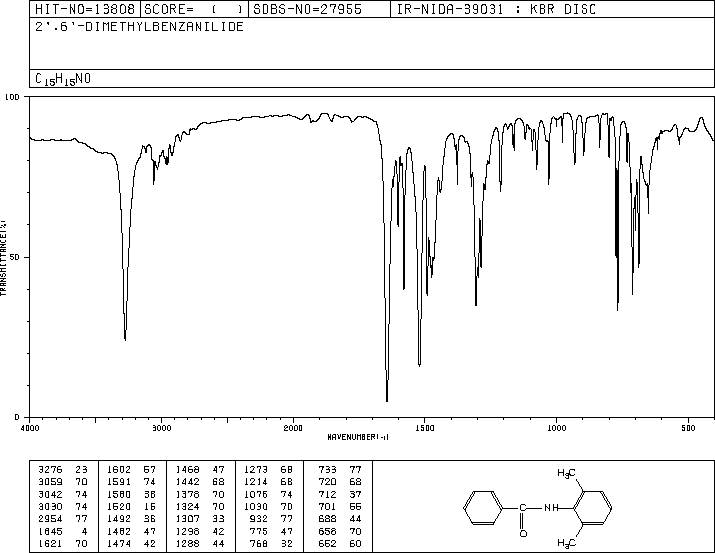 HIT-NO=13808 SCORE= ( ) SDBS-NO=27955 IR-NIDA-39031 : KBR DISC
2'.6'-DIMETHYLBENZANILIDE
C15H15NO
100
50
0
TRANSMITTANCE(%)
4000 3000 2000 1500 1000 500
WAVENUMBER(-1)
3276 23 1602 57 1468 47 1273 68 733 77
3059 70 1591 74 1442 68 1214 68 720 68
3042 74 1580 38 1378 70 1076 74 712 37
3030 74 1520 15 1324 70 1030 70 701 55
2954 77 1492 36 1307 33 932 77 688 44
1645 4 1482 47 1298 42 775 47 658 70
1621 70 1474 42 1288 44 768 32 652 60
H3C
C
NH
O
H3C